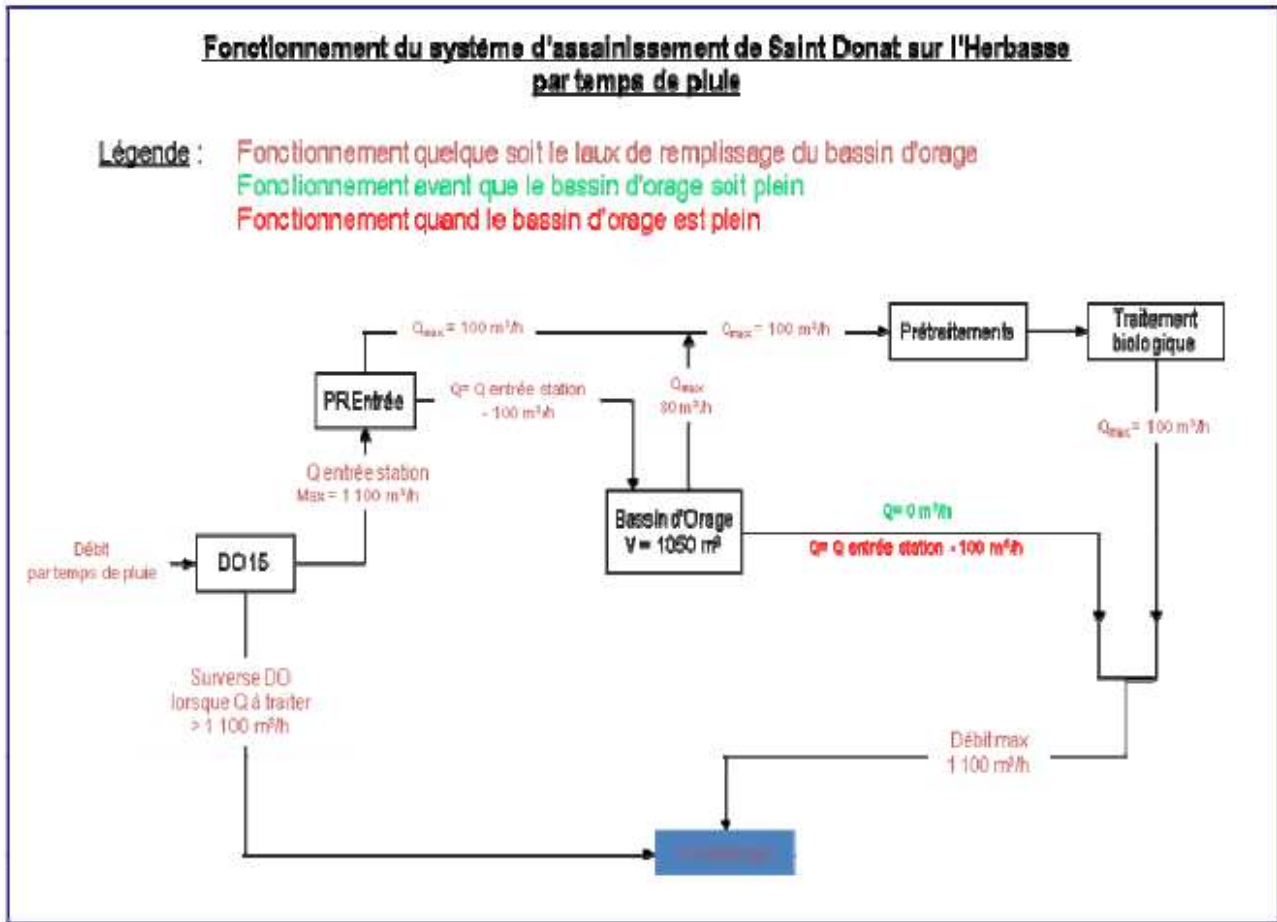 Fonctionnement du système d'assainissement de Saint Donat sur l'Herbasse
par temps de pluie
Légende :
Fonctionnement quelque soit le taux de remplissage du bassin d'orage
Fonctionnement avant que le bassin d'orage soit plein
Fonctionnement quand le bassin d'orage est plein
Qmax = 100 m³/h
Qmax = 100 m³/h
Prétraitements
Traitement
biologique
PR Entrée
Q= Q entrée station
- 100 m³/h
Qmax
80 m³/h
Qmax = 100 m³/h
Q entrée station
Max = 1 100 m³/h
Bassin d'Orage
V = 1050 m³
Q= 0 m³/h
Q= Q entrée station - 100 m³/h
Débit
par temps de pluie
DO15
Surverse DO
lorsque Q à traiter
> 1 100 m³/h
Débit max
1 100 m³/h